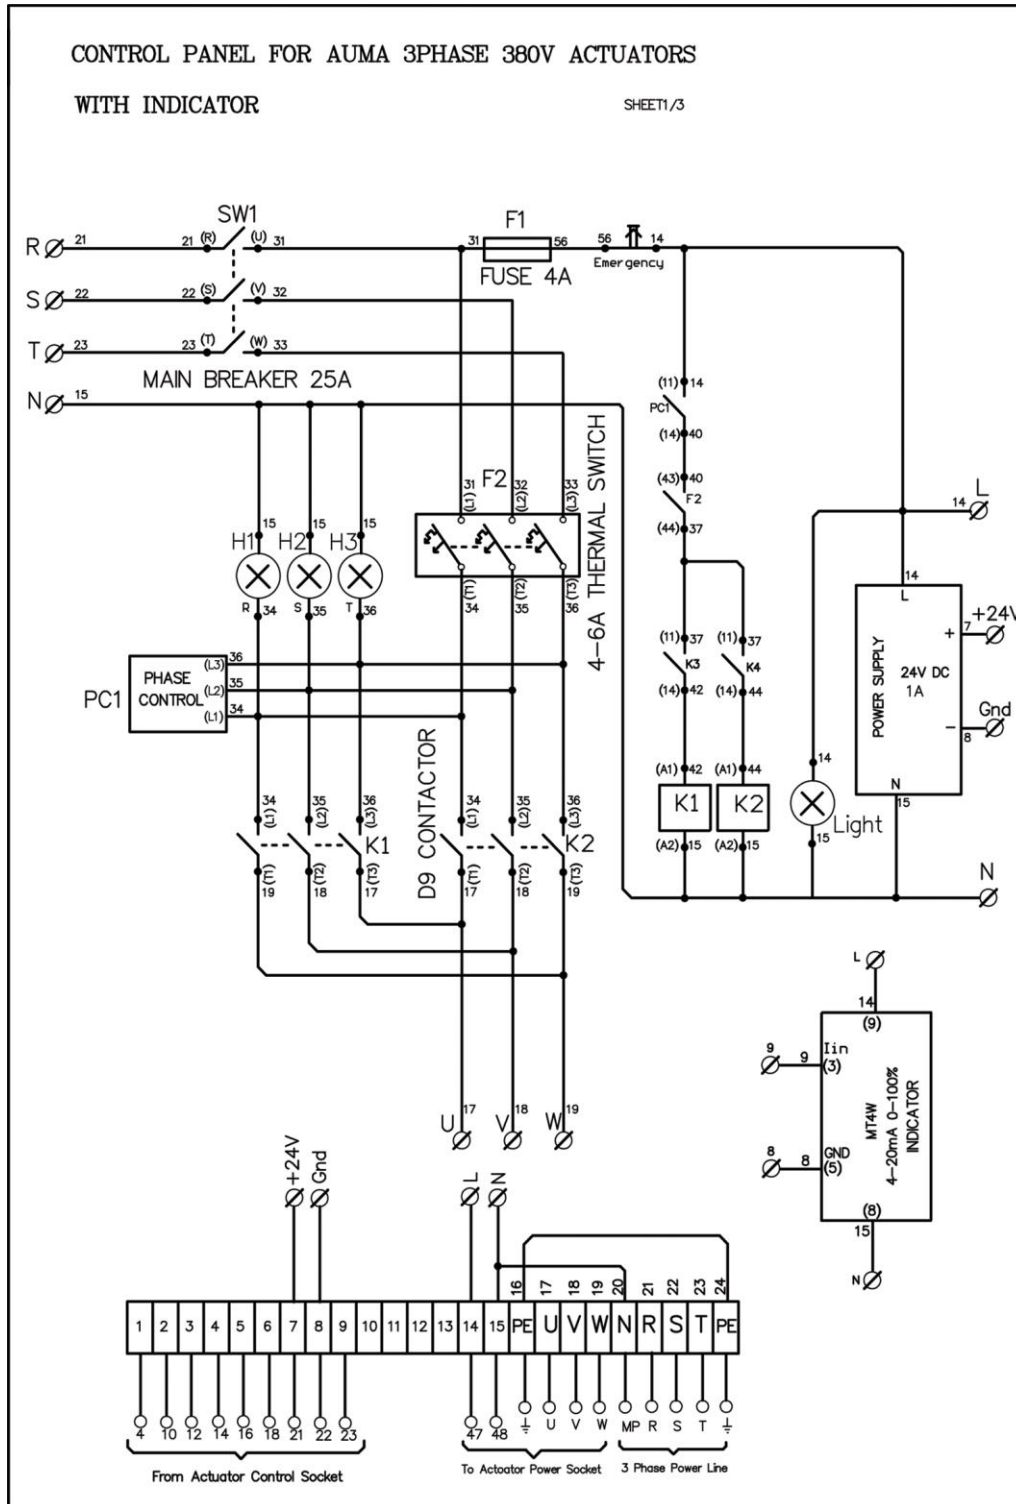 CONTROL PANEL FOR AUMA 3PHASE 380V ACTUATORS
WITH INDICATOR
SHEET1/3
SW1
F1
R 21 21 (R) (U) 31 31 56 56 14
FUSE 4A
Emergency
S 22 22 (S) (V) 32
T 23 23 (T) (W) 33
MAIN BREAKER 25A
N 15
(11) 14
PC1
(14) 40
(43) 40
F2
(44) 37
F2
31 32 33
(L1) (L2) (L3)
4-6A THERMAL SWITCH
14 L
15 15 15
H1 H2 H3
R 34 S 35 T 36
(T1) (T2) (T3)
34 35 36
14
L
+24V
7
+
POWER SUPPLY
24V DC
1A
Gnd
-
8
N
15
(11) 37 (11) 37
K3 K4
(14) 42 (14) 44
PC1
PHASE
CONTROL
(L3) 36
(L2) 35
(L1) 34
D9 CONTACTOR
(A1) 42 (A1) 44
K1 K2
(A2) 15 (A2) 15
14
Light
15
34 35 36 34 35 36
(L1) (L2) (L3) (L1) (L2) (L3)
K1 K2
(T1) (T2) (T3) (T1) (T2) (T3)
19 18 17 17 18 19
N
L
14
(9)
9 9 Iin
(3)
MT4W
4-20mA 0-100%
INDICATOR
8 8 GND
(5)
(8)
15
N
U 17 V 18 W 19
+24V Gnd L N
16 17 18 19 20 21 22 23 24
1 2 3 4 5 6 7 8 9 10 11 12 13 14 15 PE U V W N R S T PE
4 10 12 14 16 18 21 22 23 47 48 U V W MP R S T
From Actuator Control Socket
To Actoator Power Socket
3 Phase Power Line